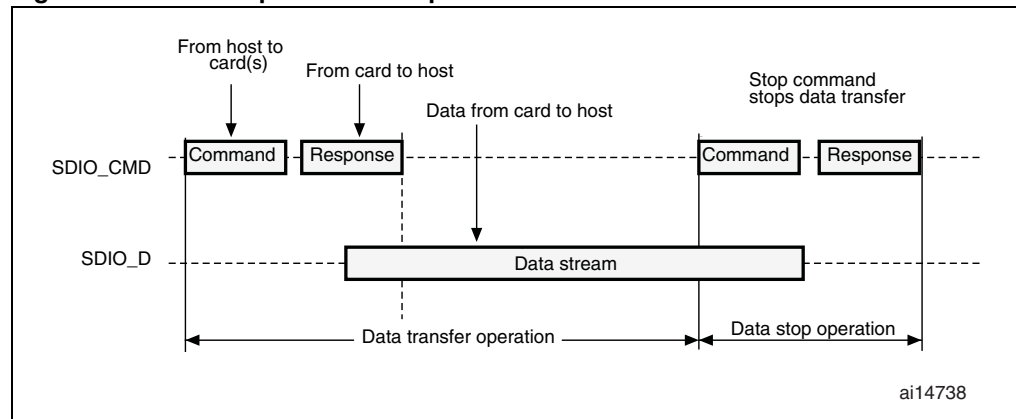 From host to
card(s)
From card to host
Data from card to host
Stop command
stops data transfer
SDIO_CMD
Command
Response
Command
Response
SDIO_D
Data stream
Data transfer operation
Data stop operation
ai14738